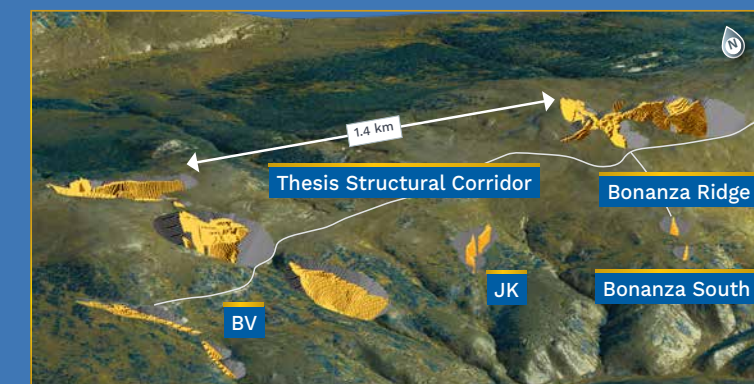 N
1.4 km
Thesis Structural Corridor
Bonanza Ridge
JK
Bonanza South
BV